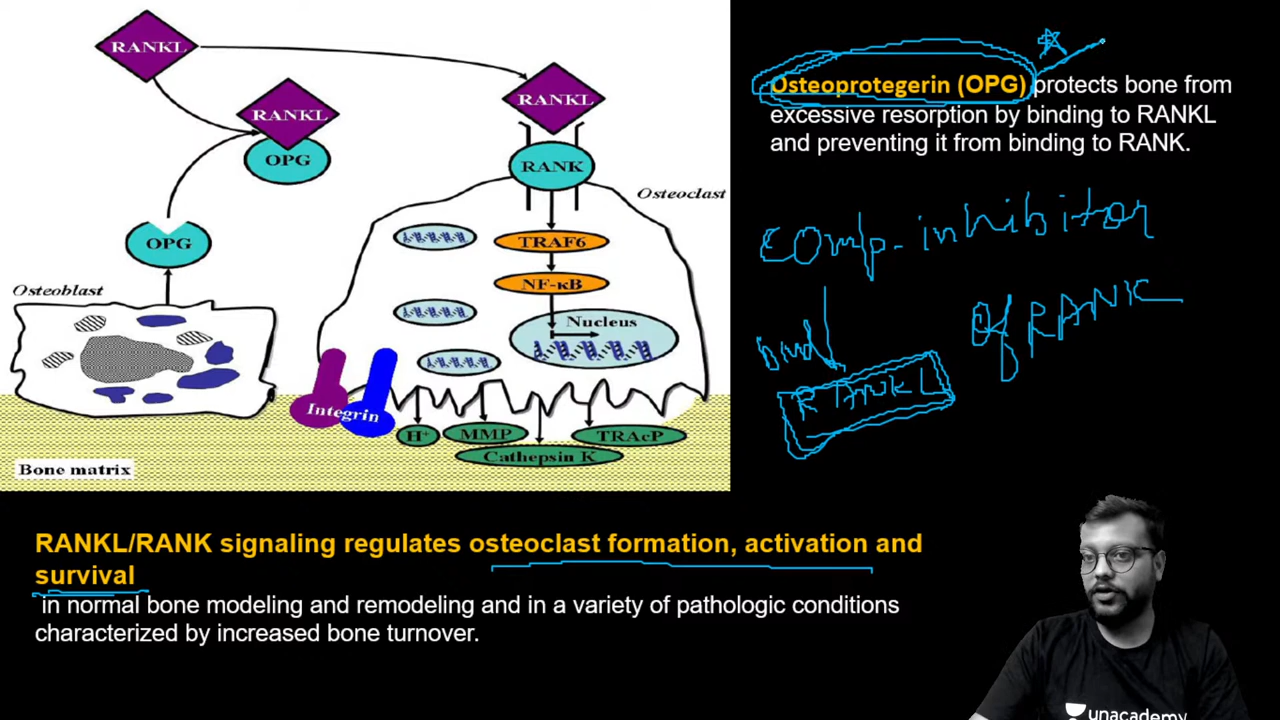 RANKL
RANKL
OPG
RANKL
RANK
Osteoclast
OPG
TRAF6
NF-κB
Osteoblast
Nucleus
Integrin
H⁺
MMP
TRAcP
Cathepsin K
Bone matrix
Osteoprotegerin (OPG) protects bone from
excessive resorption by binding to RANKL
and preventing it from binding to RANK.
comp. inhibitor
of RANK
bind
RANKL
RANKL/RANK signaling regulates osteoclast formation, activation and
survival
in normal bone modeling and remodeling and in a variety of pathologic conditions
characterized by increased bone turnover.
unacademy